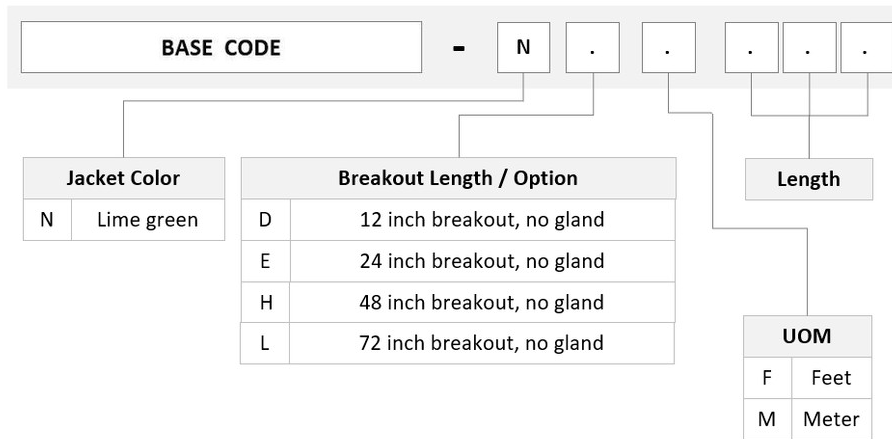 BASE CODE - N . . . . .
Jacket Color
N Lime green
Breakout Length / Option
D 12 inch breakout, no gland
E 24 inch breakout, no gland
H 48 inch breakout, no gland
L 72 inch breakout, no gland
Length
UOM
F Feet
M Meter